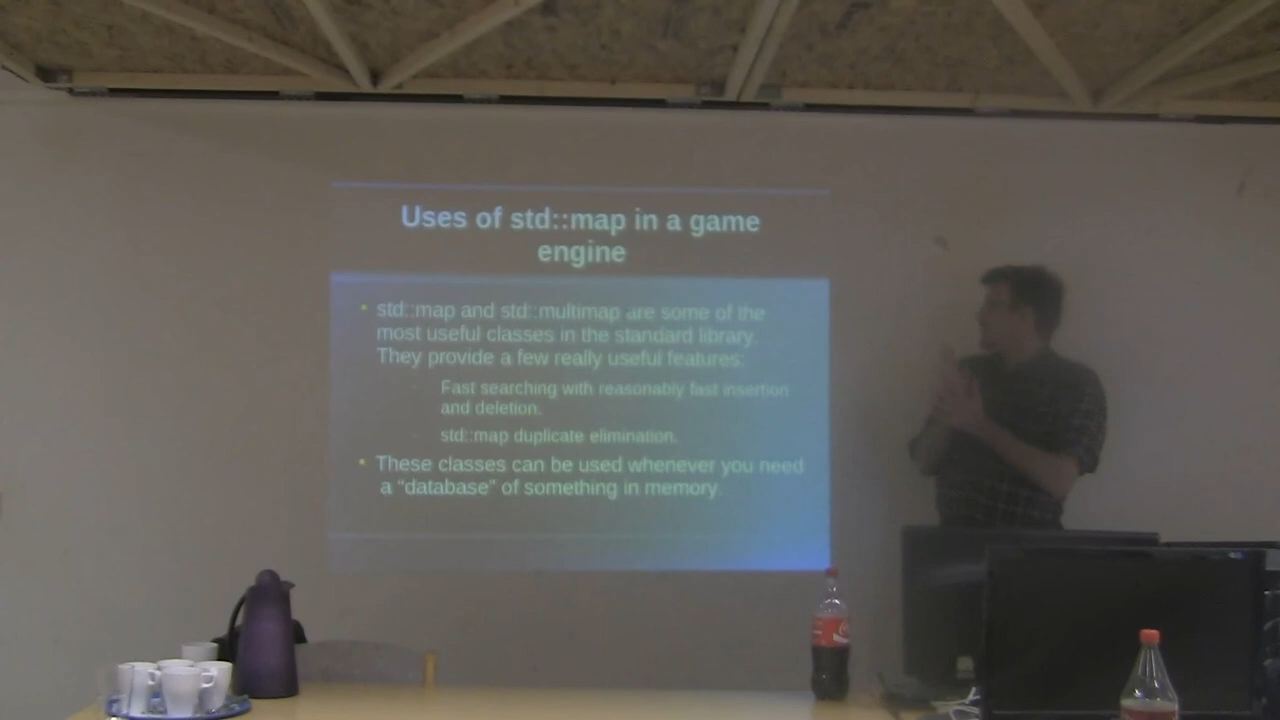 Uses of std::map in a game
engine
• std::map and std::multimap are some of the
most useful classes in the standard library.
They provide a few really useful features:
Fast searching with reasonably fast insertion
and deletion.
std::map duplicate elimination.
• These classes can be used whenever you need
a “database” of something in memory.